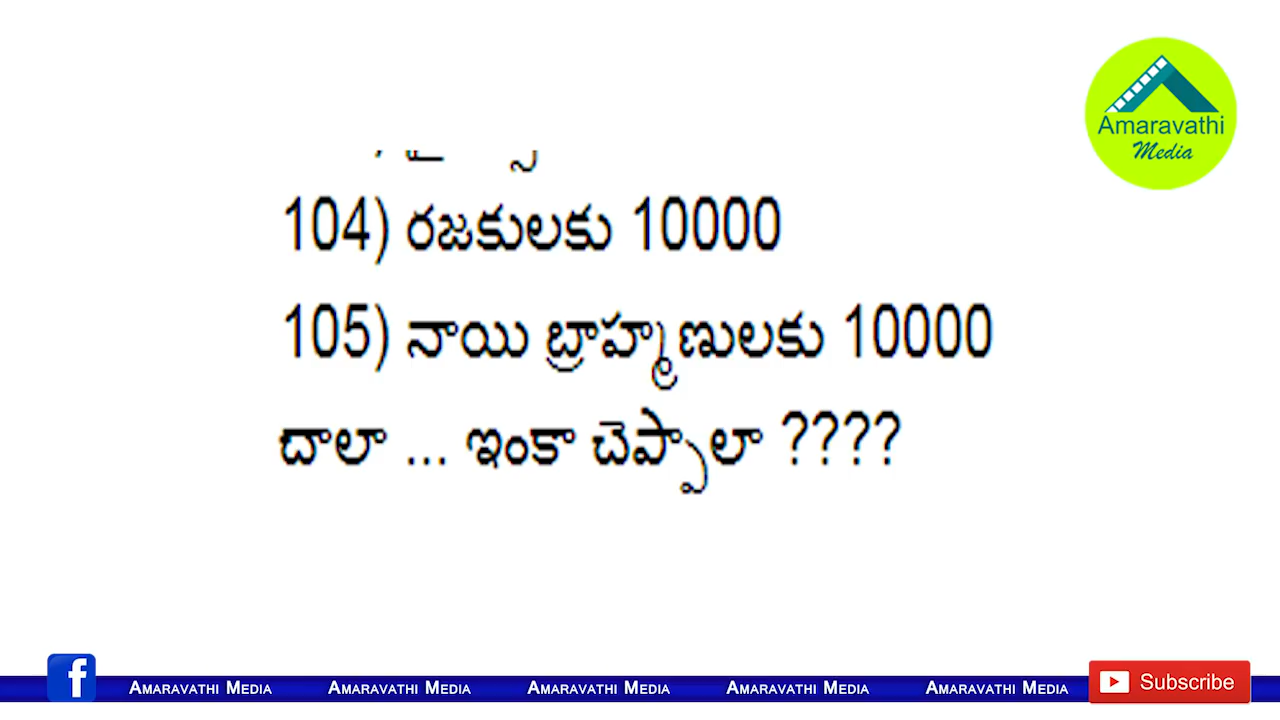 Amaravathi
Media
104) రజకులకు 10000
105) నాయి బ్రాహ్మణులకు 10000
చాలా ... ఇంకా చెప్పాలా ????
f AMARAVATHI MEDIA AMARAVATHI MEDIA AMARAVATHI MEDIA AMARAVATHI MEDIA AMARAVATHI MEDIA Subscribe